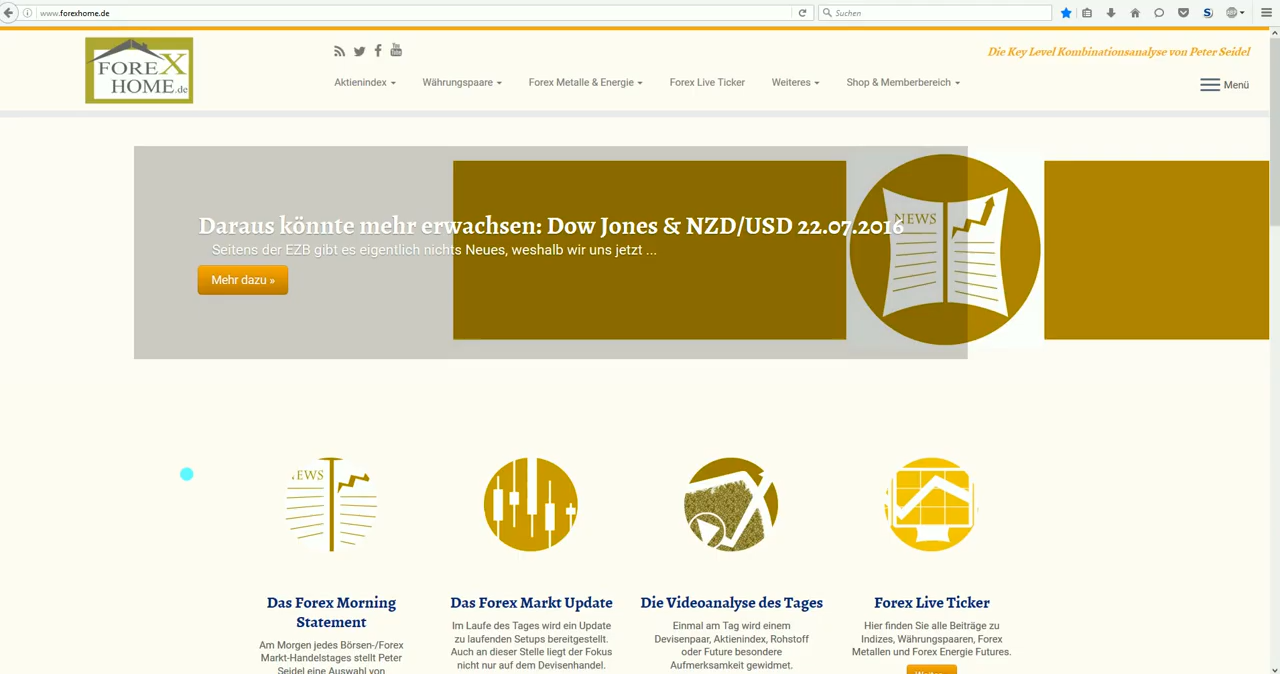 www.forexhome.de
Suchen
FOREX
HOME.de
Die Key Level Kombinationsanalyse von Peter Seidel
Aktienindex
Währungspaare
Forex Metalle & Energie
Forex Live Ticker
Weiteres
Shop & Memberbereich
Menü
NEWS
Daraus könnte mehr erwachsen: Dow Jones & NZD/USD 22.07.2016
Seitens der EZB gibt es eigentlich nichts Neues, weshalb wir uns jetzt ...
Mehr dazu »
EWS
Das Forex Morning
Statement
Am Morgen jedes Börsen-/Forex
Markt-Handelstages stellt Peter
Seidel eine Auswahl von
Das Forex Markt Update
Im Laufe des Tages wird ein Update
zu laufenden Setups bereitgestellt.
Auch an dieser Stelle liegt der Fokus
nicht nur auf dem Devisenhandel.
Die Videoanalyse des Tages
Einmal am Tag wird einem
Devisenpaar, Aktienindex, Rohstoff
oder Future besondere
Aufmerksamkeit gewidmet.
Forex Live Ticker
Hier finden Sie alle Beiträge zu
Indizes, Währungspaaren, Forex
Metallen und Forex Energie Futures.